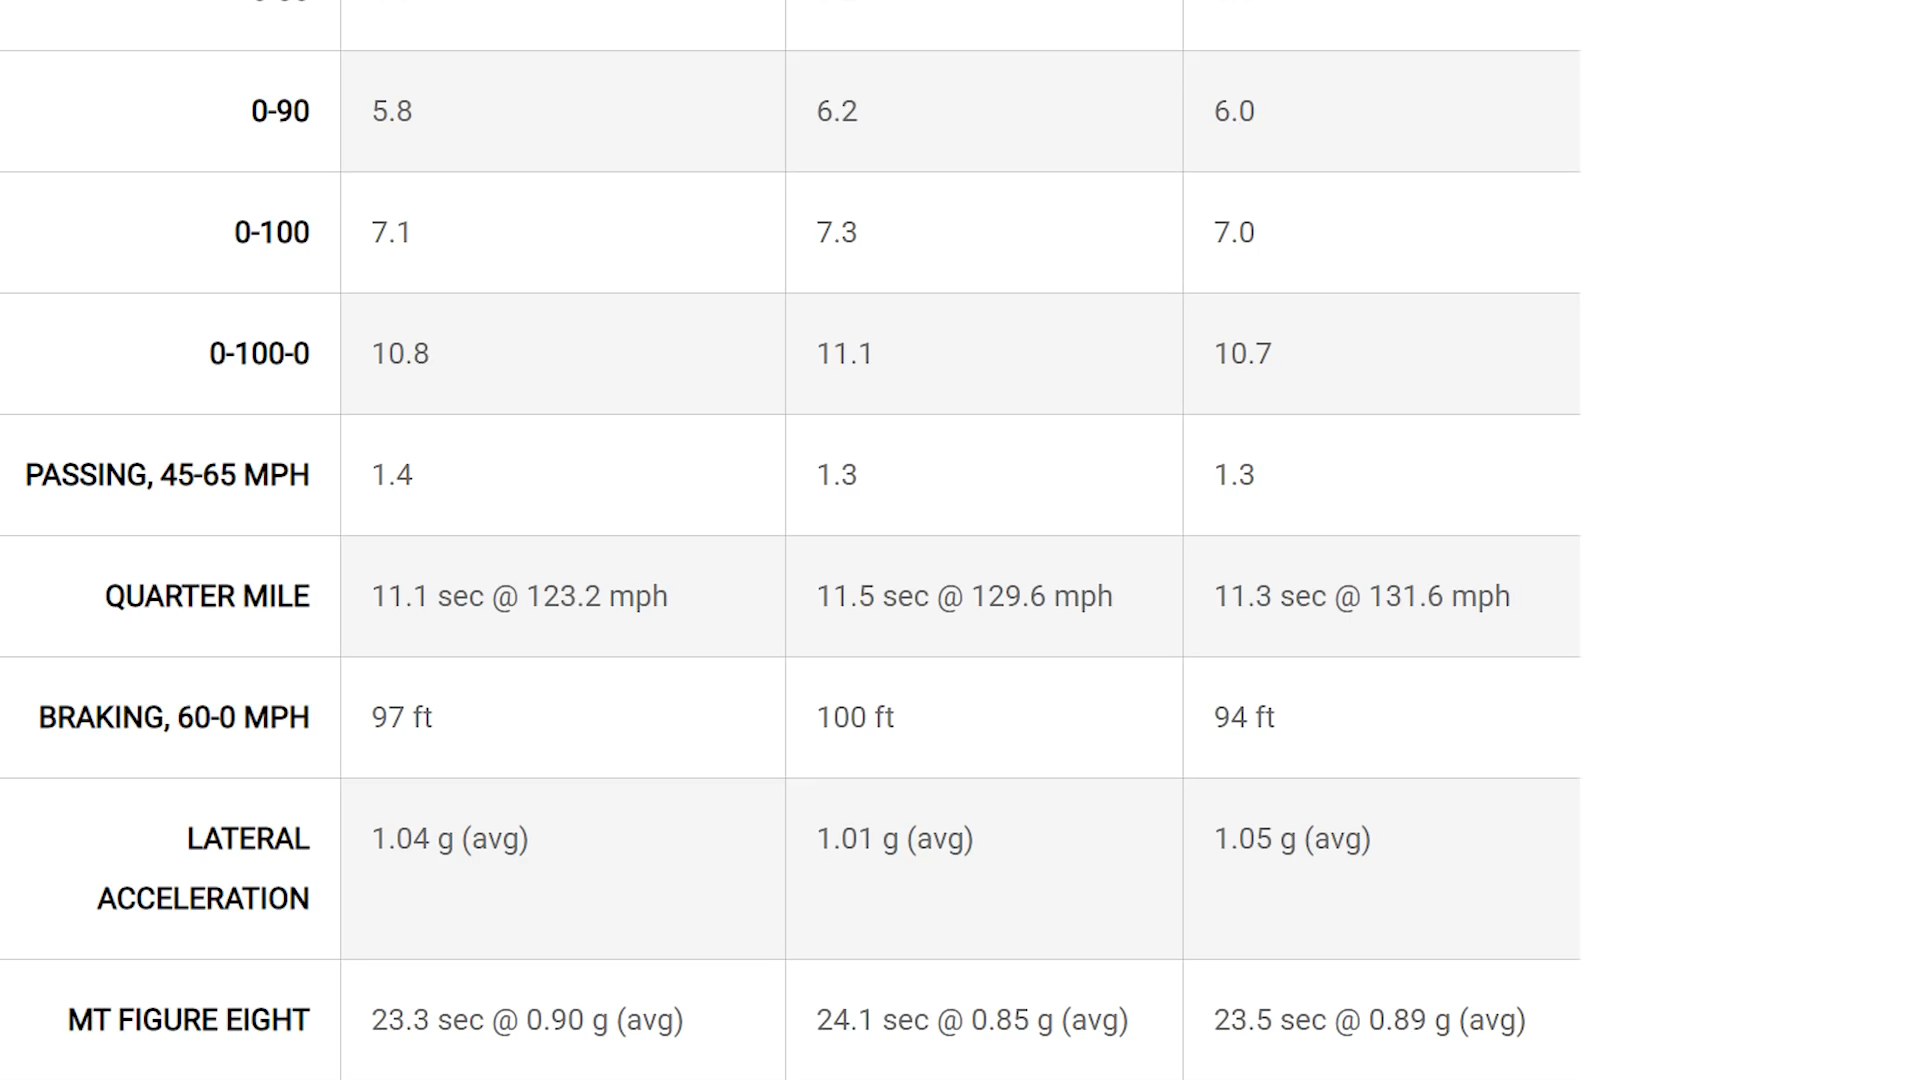 0-90 5.8 6.2 6.0
0-100 7.1 7.3 7.0
0-100-0 10.8 11.1 10.7
PASSING, 45-65 MPH 1.4 1.3 1.3
QUARTER MILE 11.1 sec @ 123.2 mph 11.5 sec @ 129.6 mph 11.3 sec @ 131.6 mph
BRAKING, 60-0 MPH 97 ft 100 ft 94 ft
LATERAL 1.04 g (avg) 1.01 g (avg) 1.05 g (avg)
ACCELERATION
MT FIGURE EIGHT 23.3 sec @ 0.90 g (avg) 24.1 sec @ 0.85 g (avg) 23.5 sec @ 0.89 g (avg)